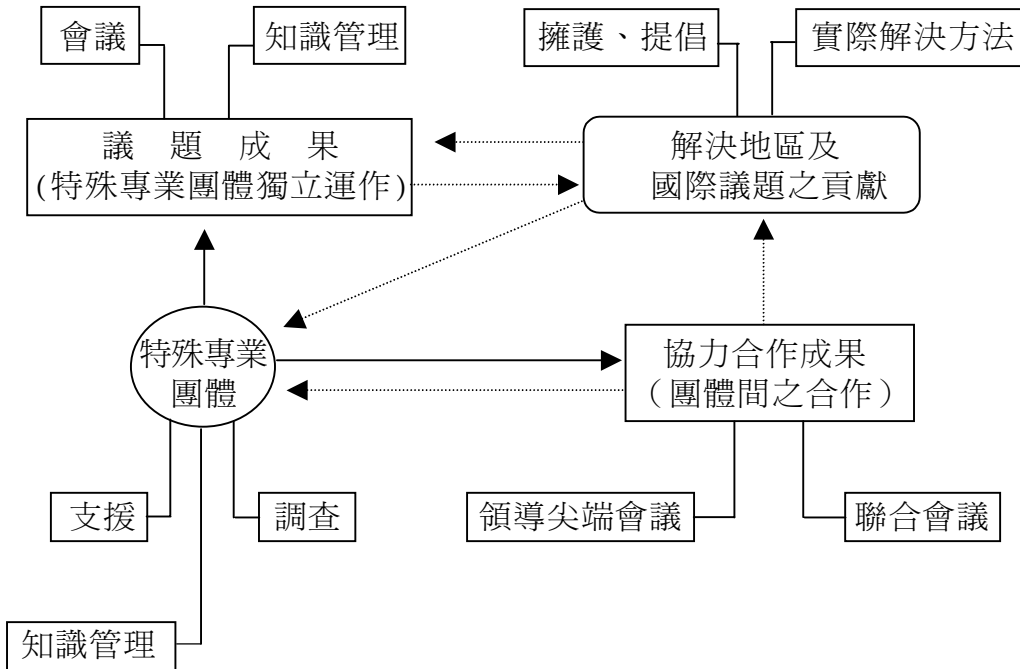 會議
知識管理
擁護、提倡
實際解決方法
議題成果
(特殊專業團體獨立運作)
解決地區及
國際議題之貢獻
特殊專業
團體
協力合作成果
（團體間之合作）
支援
調查
領導尖端會議
聯合會議
知識管理